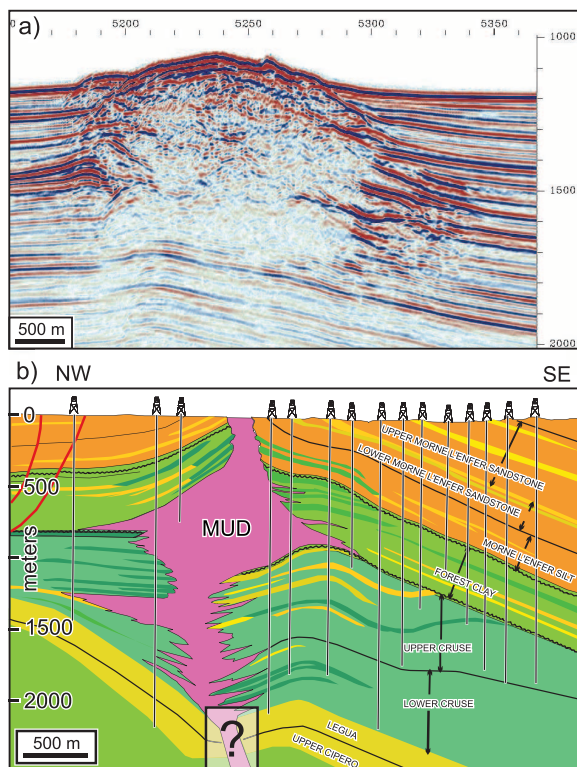 a)
5200 5250 5300 5350
1000
1500
2000
500 m
b) NW SE
0
500
1500
2000
meters
MUD
UPPER MORNE L'ENFER SANDSTONE
LOWER MORNE L'ENFER SANDSTONE
MORNE L'ENFER SILT
FOREST CLAY
UPPER CRUSE
LOWER CRUSE
LEGUA
UPPER CIPERO
?
500 m